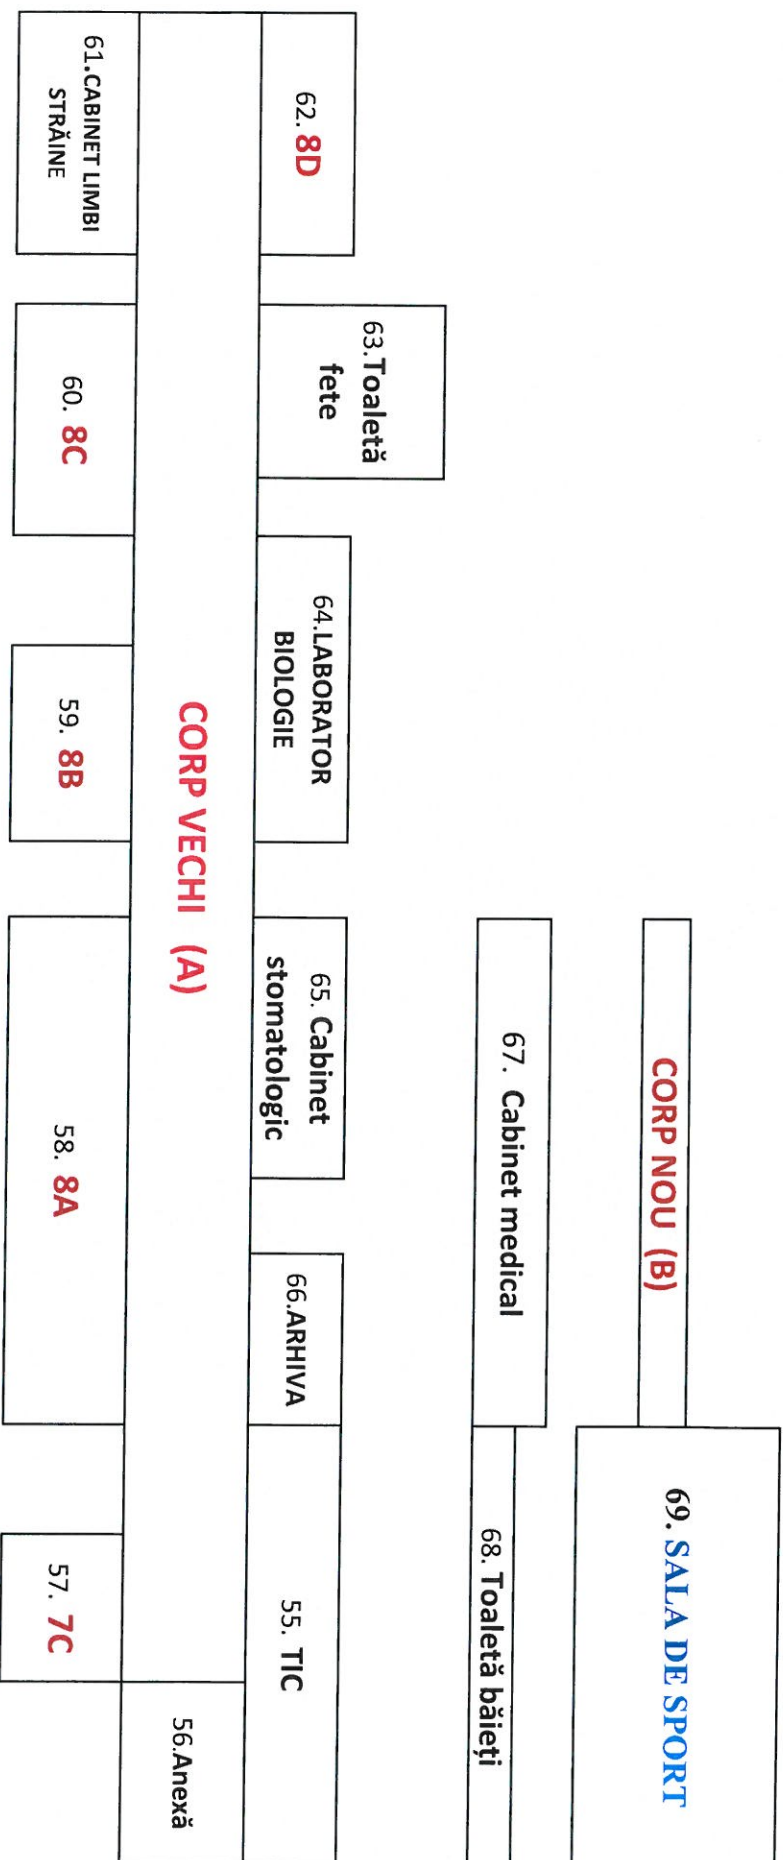 CORP NOU (B)
69. SALA DE SPORT
67. Cabinet medical
68. Toaletă băieți
62. 8D
63.Toaletă
fete
64.LABORATOR
BIOLOGIE
65. Cabinet
stomatologic
66.ARHIVA
55. TIC
CORP VECHI (A)
56.Anexă
61.CABINET LIMBI
STRĂINE
60. 8C
59. 8B
58. 8A
57. 7C